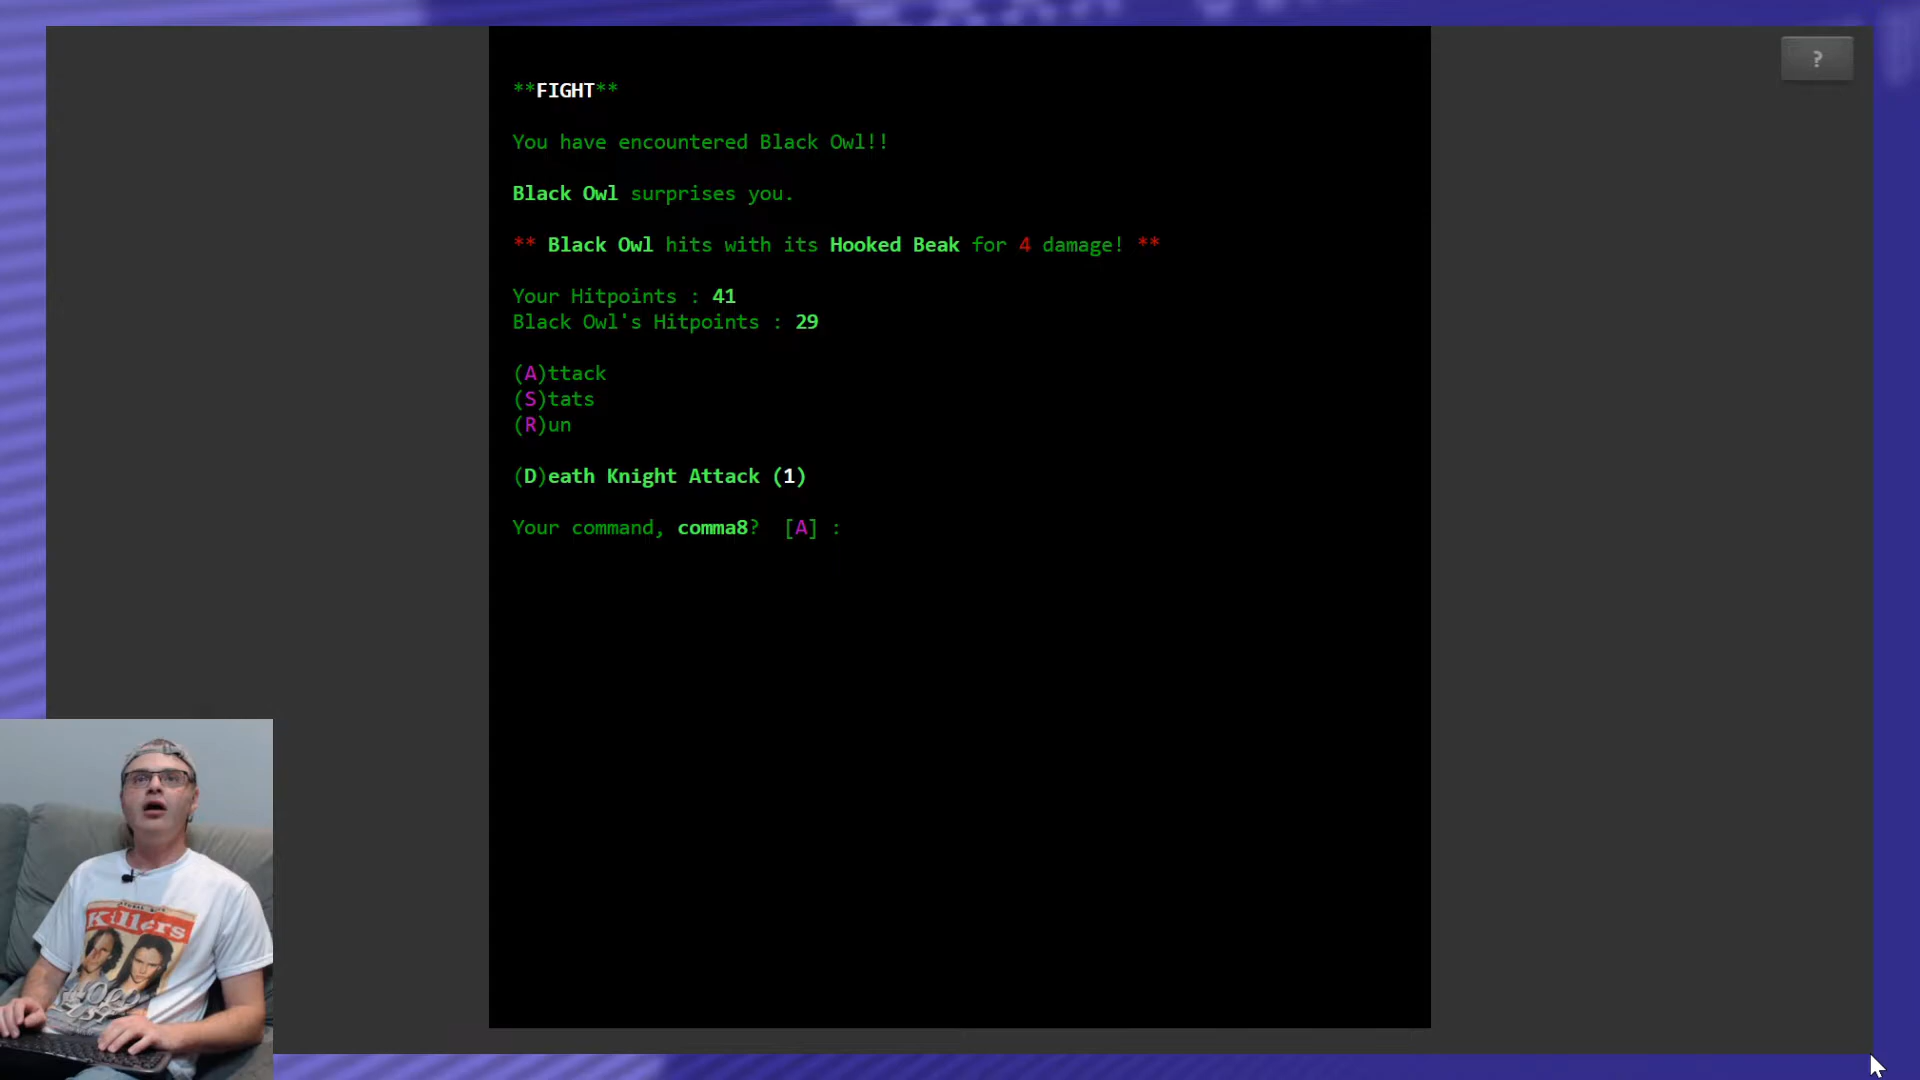 ?
**FIGHT**
You have encountered Black Owl!!
Black Owl surprises you.
** Black Owl hits with its Hooked Beak for 4 damage! **
Your Hitpoints : 41
Black Owl's Hitpoints : 29
(A)ttack
(S)tats
(R)un
(D)eath Knight Attack (1)
Your command, comma8?  [A] :
Killers